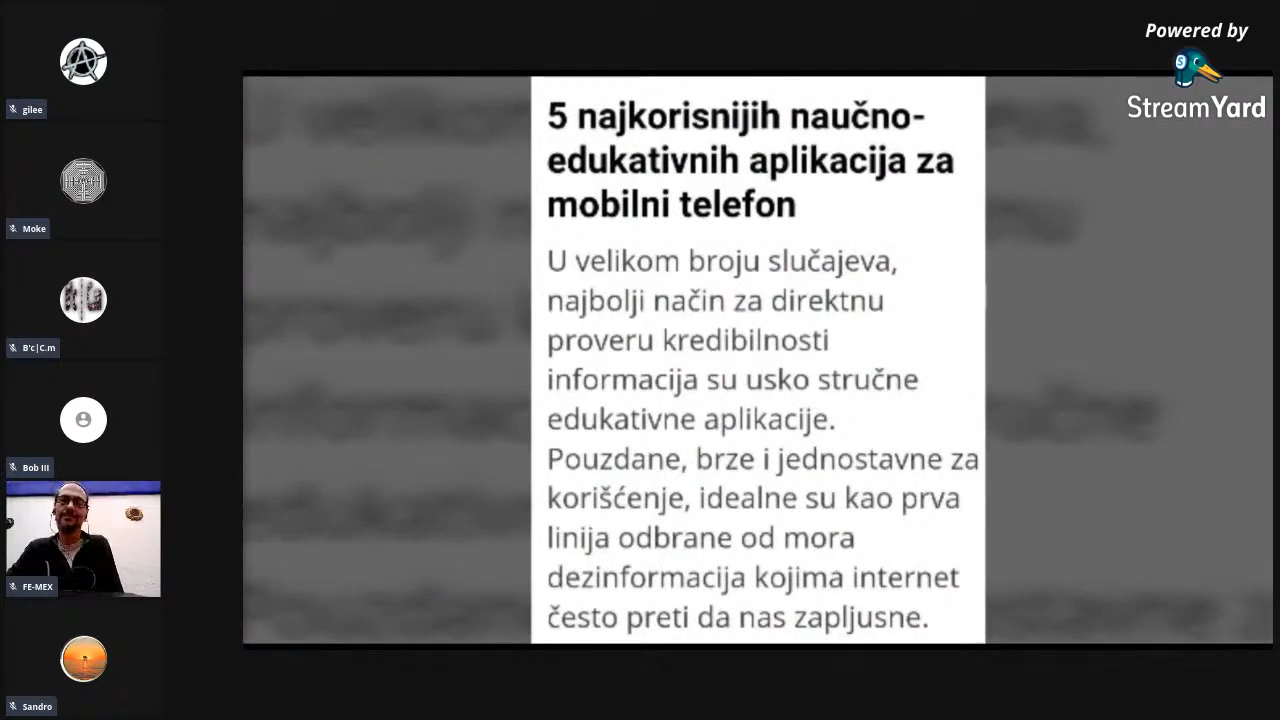 gilee
Moke
B'c|C.m
Bob III
FE-MEX
Sandro
5 najkorisnijih naučno-
edukativnih aplikacija za
mobilni telefon
U velikom broju slučajeva,
najbolji način za direktnu
proveru kredibilnosti
informacija su usko stručne
edukativne aplikacije.
Pouzdane, brze i jednostavne za
korišćenje, idealne su kao prva
linija odbrane od mora
dezinformacija kojima internet
često preti da nas zapljusne.
Powered by
StreamYard